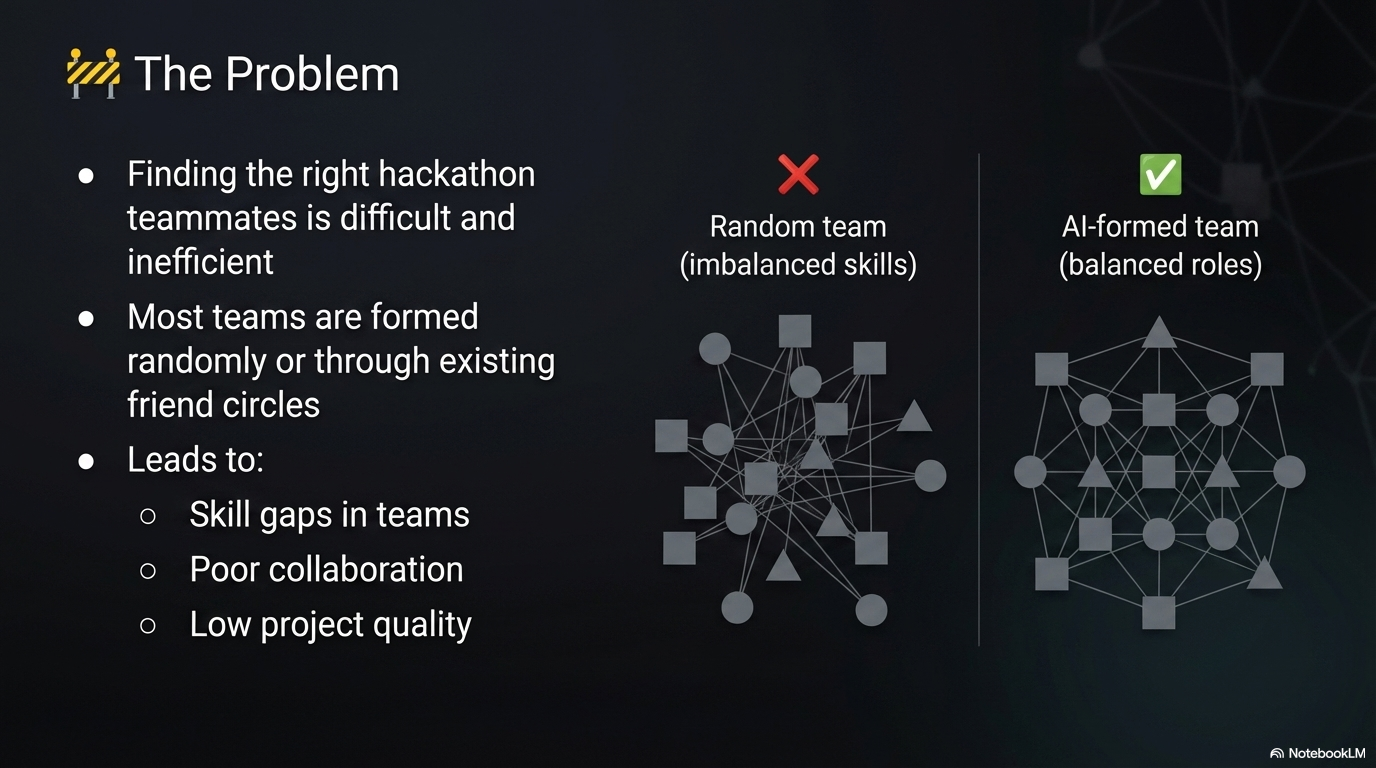 🚧 The Problem
● Finding the right hackathon
teammates is difficult and
inefficient
● Most teams are formed
randomly or through existing
friend circles
● Leads to:
○ Skill gaps in teams
○ Poor collaboration
○ Low project quality
❌
Random team
(imbalanced skills)
✅
AI-formed team
(balanced roles)
NotebookLM